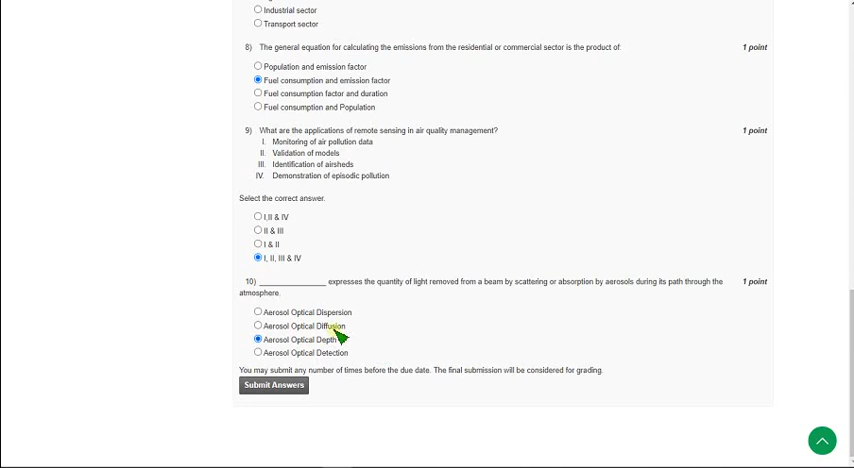 Industrial sector
Transport sector
8) The general equation for calculating the emissions from the residential or commercial sector is the product of: 1 point
Population and emission factor
Fuel consumption and emission factor
Fuel consumption factor and duration
Fuel consumption and Population
9) What are the applications of remote sensing in air quality management? 1 point
I. Monitoring of air pollution data
II. Validation of models
III. Identification of airsheds
IV. Demonstration of episodic pollution
Select the correct answer.
I,II & IV
II & III
I & II
I, II, III & IV
10) ________________ expresses the quantity of light removed from a beam by scattering or absorption by aerosols during its path through the 1 point
atmosphere.
Aerosol Optical Dispersion
Aerosol Optical Diffusion
Aerosol Optical Depth
Aerosol Optical Detection
You may submit any number of times before the due date. The final submission will be considered for grading.
Submit Answers